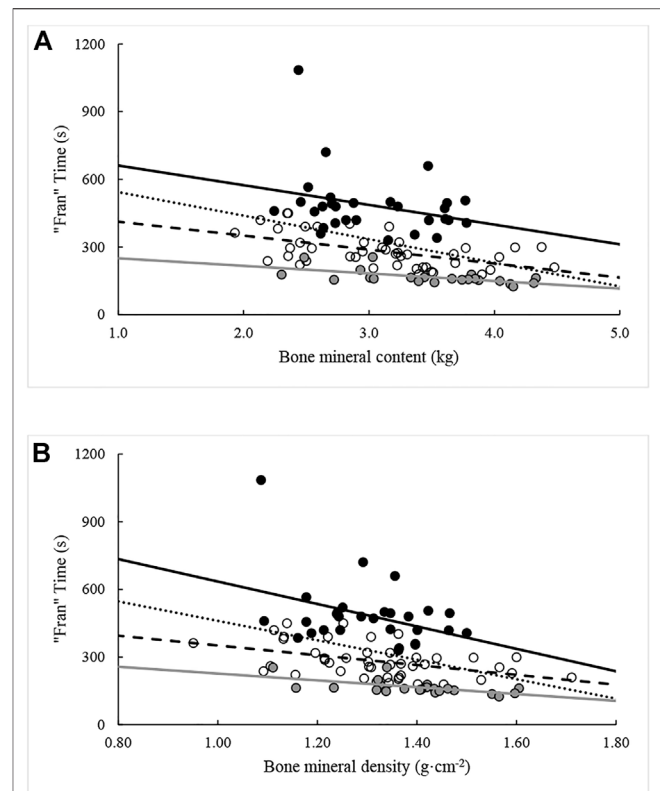 A
1200
900
600
300
0
"Fran" Time (s)
1.0 2.0 3.0 4.0 5.0
Bone mineral content (kg)
B
1200
900
600
300
0
"Fran" Time (s)
0.80 1.00 1.20 1.40 1.60 1.80
Bone mineral density (g·cm⁻²)